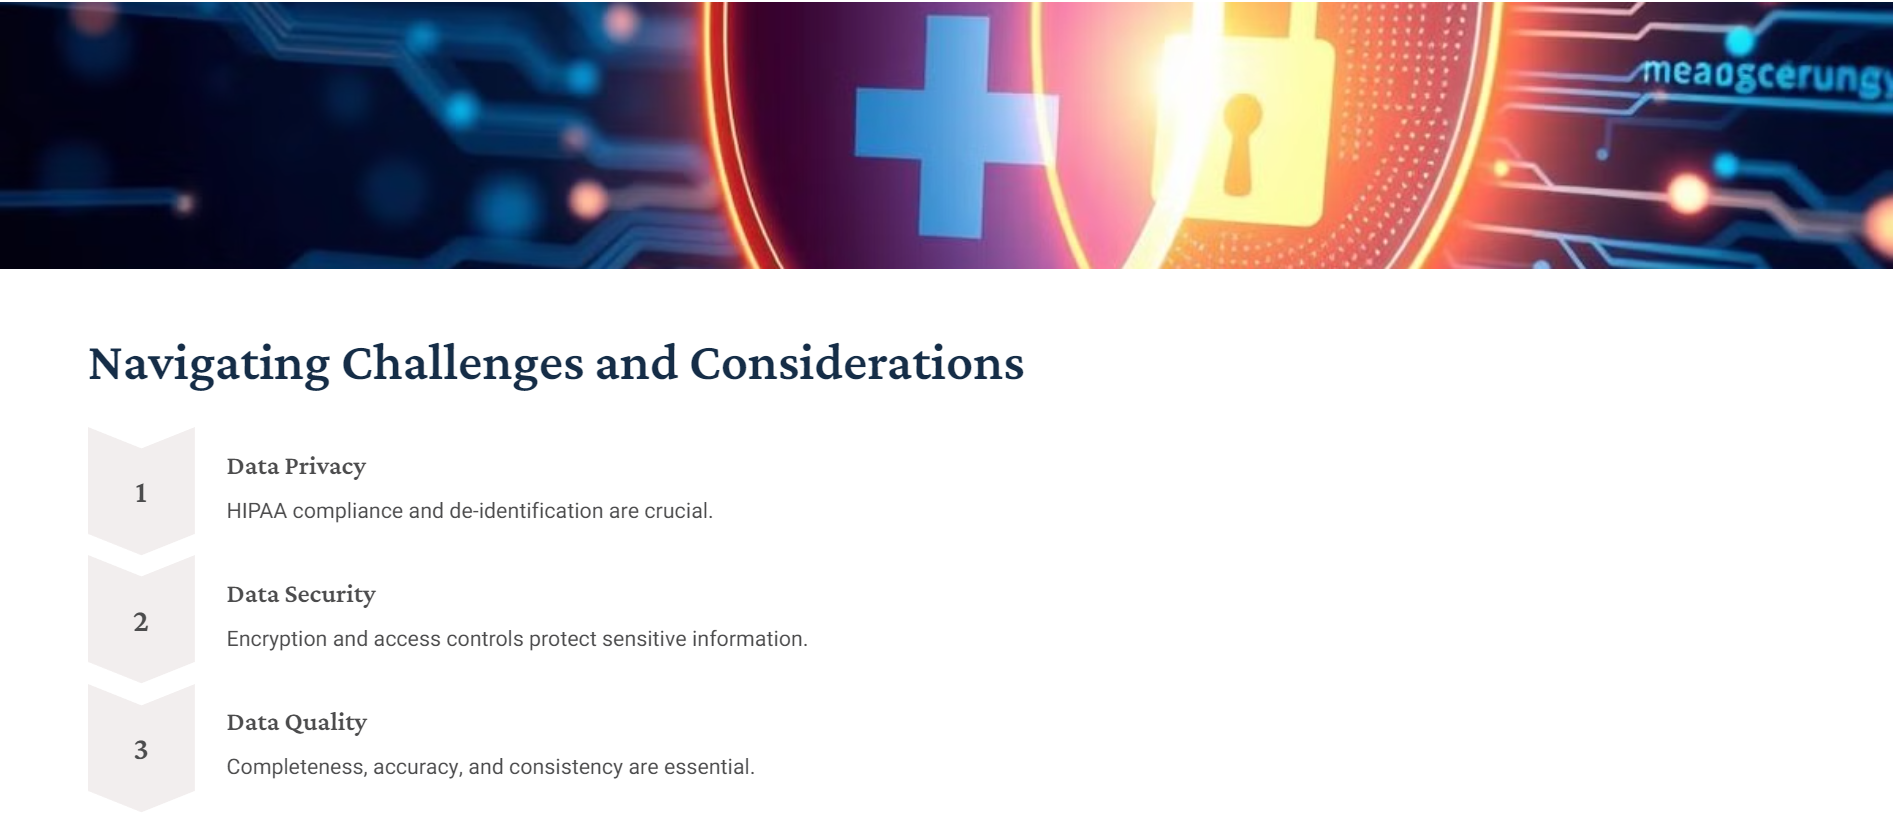 meaogcerungy
Navigating Challenges and Considerations
1
Data Privacy
HIPAA compliance and de-identification are crucial.
2
Data Security
Encryption and access controls protect sensitive information.
3
Data Quality
Completeness, accuracy, and consistency are essential.